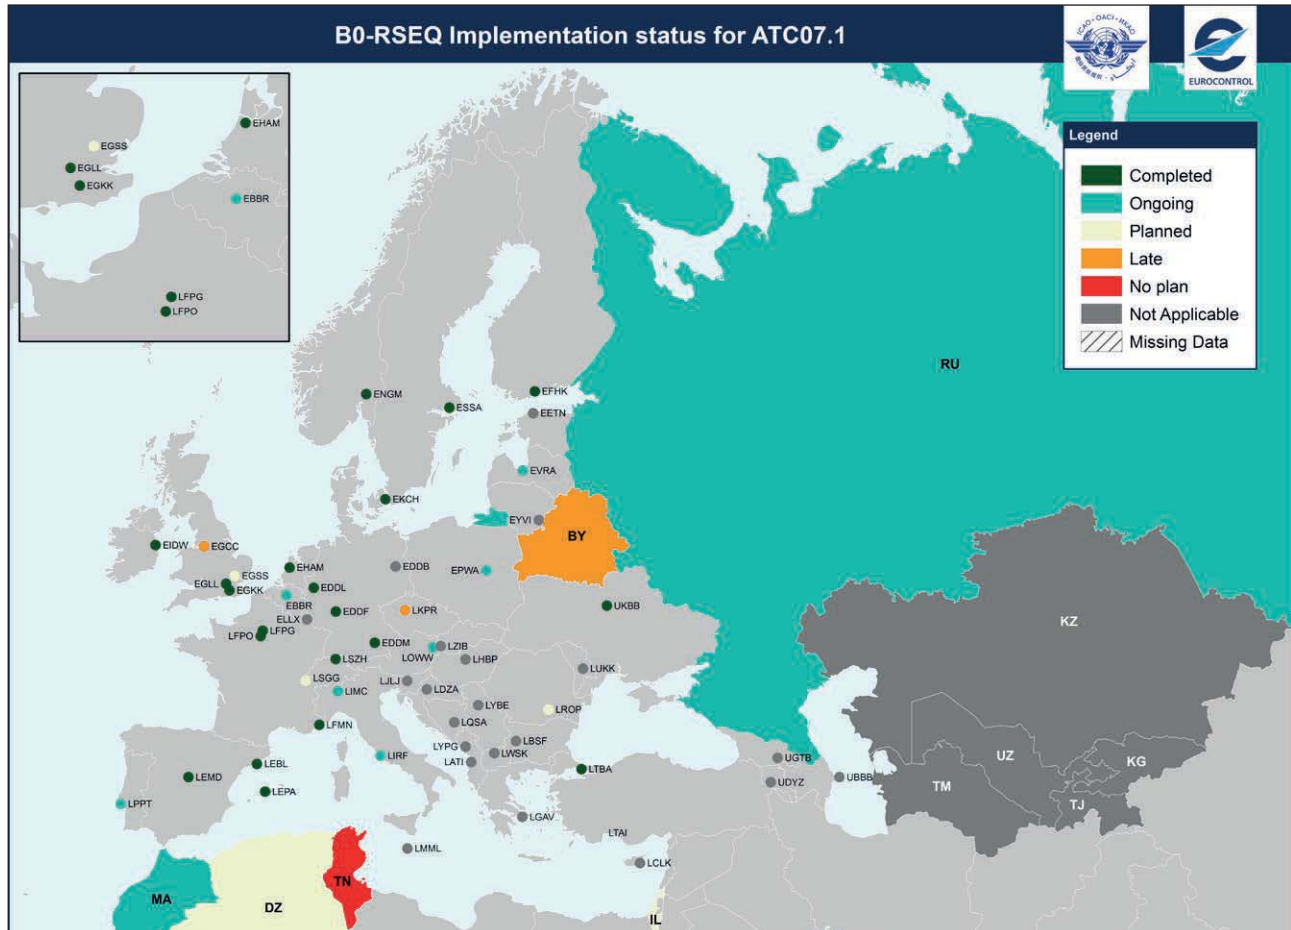 B0-RSEQ Implementation status for ATC07.1
ICAO · OACI · ИКАО
EUROCONTROL
Legend
Completed
Ongoing
Planned
Late
No plan
Not Applicable
Missing Data
EHAM
EGSS
EGLL
EGKK
EBBR
LFPG
LFPO
RU
ENGM
ESSA
EFHK
EETN
EVRA
EKCH
EYVI
BY
EIDW
EGCC
EGSS
EHAM
EDDB
EPWA
EGLL
EGKK
EDDL
EBBR
ELLX
EDDF
LKPR
UKBB
LFPG
LFPO
EDDM
LZIB
LOWW
LSZH
LHBP
LUKK
KZ
LSGG
LIMC
LJLJ
LDZA
LYBE
LROP
LQSA
LFMN
LBSF
LYPG
LWSK
LIRF
LATI
UGTB
UZ
KG
LEBL
LEMD
LTBA
UDYZ
UBBB
TM
TJ
LEPA
LPPT
LGAV
LTAI
LMML
LCLK
TN
MA
DZ
IL